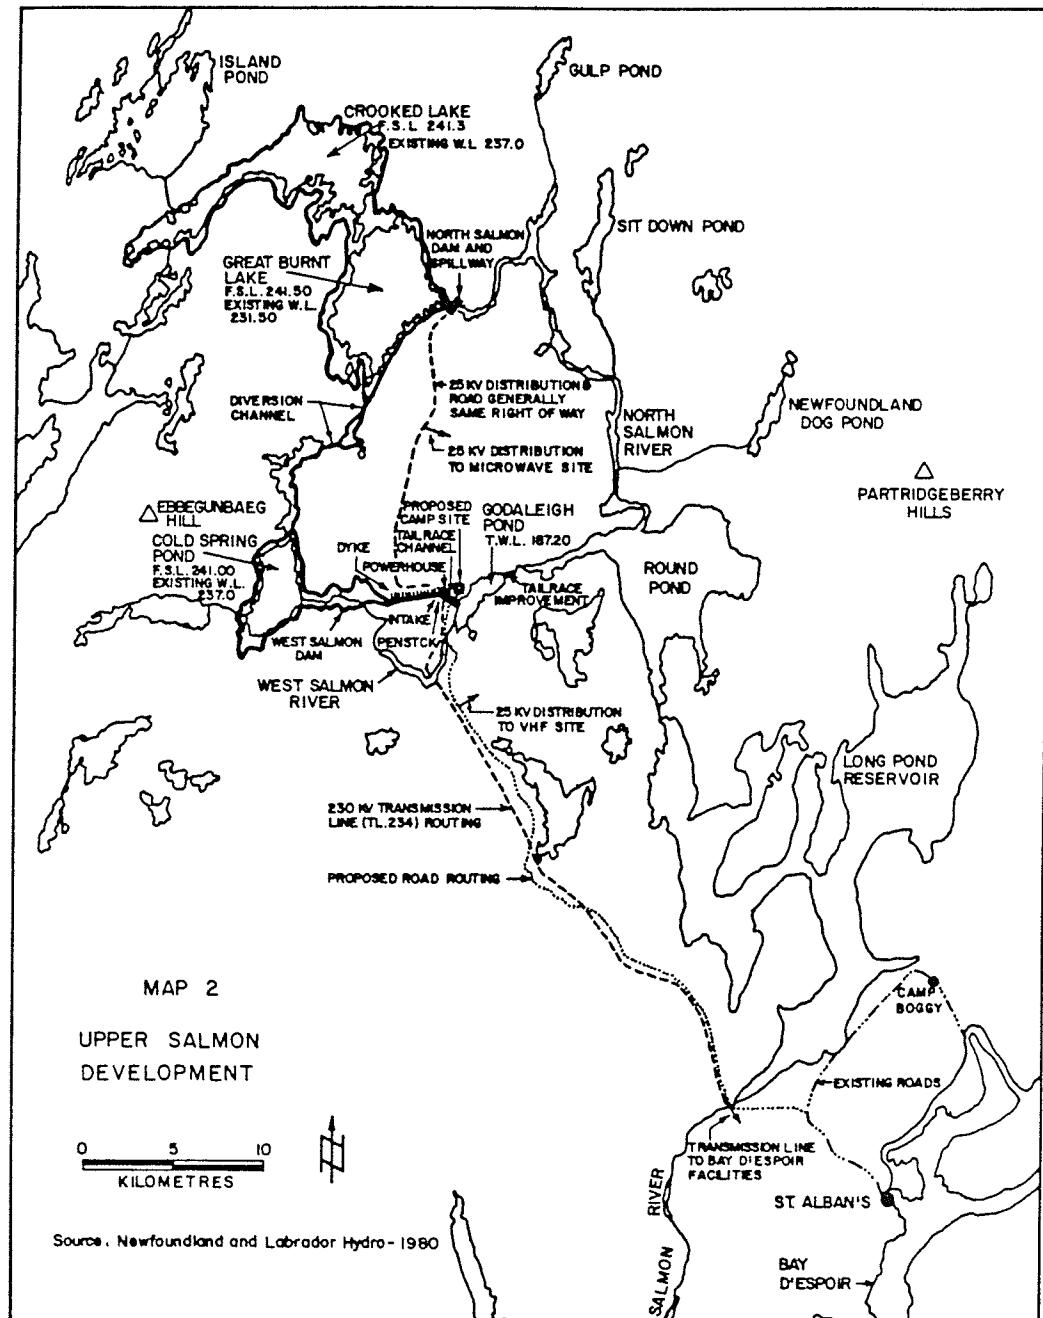 ISLAND
POND
GULP POND
CROOKED LAKE
F.S.L. 241.3
EXISTING W.L 237.0
SIT DOWN POND
NORTH SALMON
DAM AND
SPILLWAY
GREAT BURNT
LAKE
F.S.L. 241.50
EXISTING W.L.
231.50
25 KV DISTRIBUTION &
ROAD GENERALLY
SAME RIGHT OF WAY
DIVERSION
CHANNEL
NORTH
SALMON
RIVER
NEWFOUNDLAND
DOG POND
25 KV DISTRIBUTION
TO MICROWAVE SITE
PARTRIDGEBERRY
HILLS
EBBEGUNBAEG
HILL
PROPOSED
CAMP SITE
GODALEIGH
POND
T.W.L. 187.20
COLD SPRING
POND
F.S.L. 241.00
EXISTING W.L.
237.0
TAILRACE
CHANNEL
DYKE
POWERHOUSE
ROUND
POND
TAILRACE
IMPROVEMENT
INTAKE
PENSTCK
WEST SALMON
DAM
WEST SALMON
RIVER
25 KV DISTRIBUTION
TO VHF SITE
LONG POND
RESERVOIR
230 KV TRANSMISSION
LINE (TL.234) ROUTING
PROPOSED ROAD ROUTING
MAP 2
UPPER SALMON
DEVELOPMENT
CAMP
BOGGY
EXISTING ROADS
0 5 10
KILOMETRES
TRANSMISSION LINE
TO BAY D'ESPOIR
FACILITIES
ST. ALBAN'S
SALMON RIVER
Source. Newfoundland and Labrador Hydro - 1980
BAY
D'ESPOIR